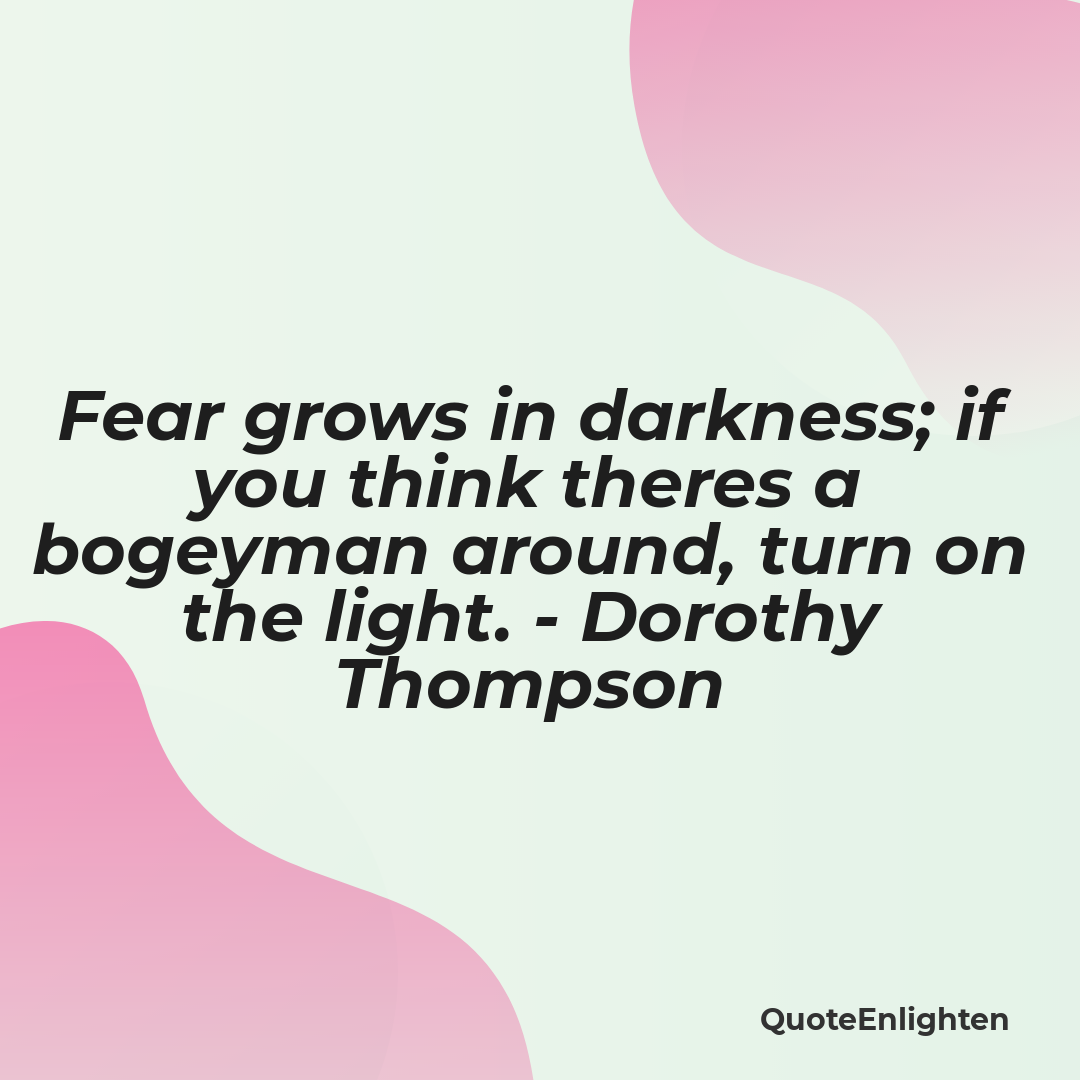 Fear grows in darkness; if
you think theres a
bogeyman around, turn on
the light. - Dorothy
Thompson
QuoteEnlighten